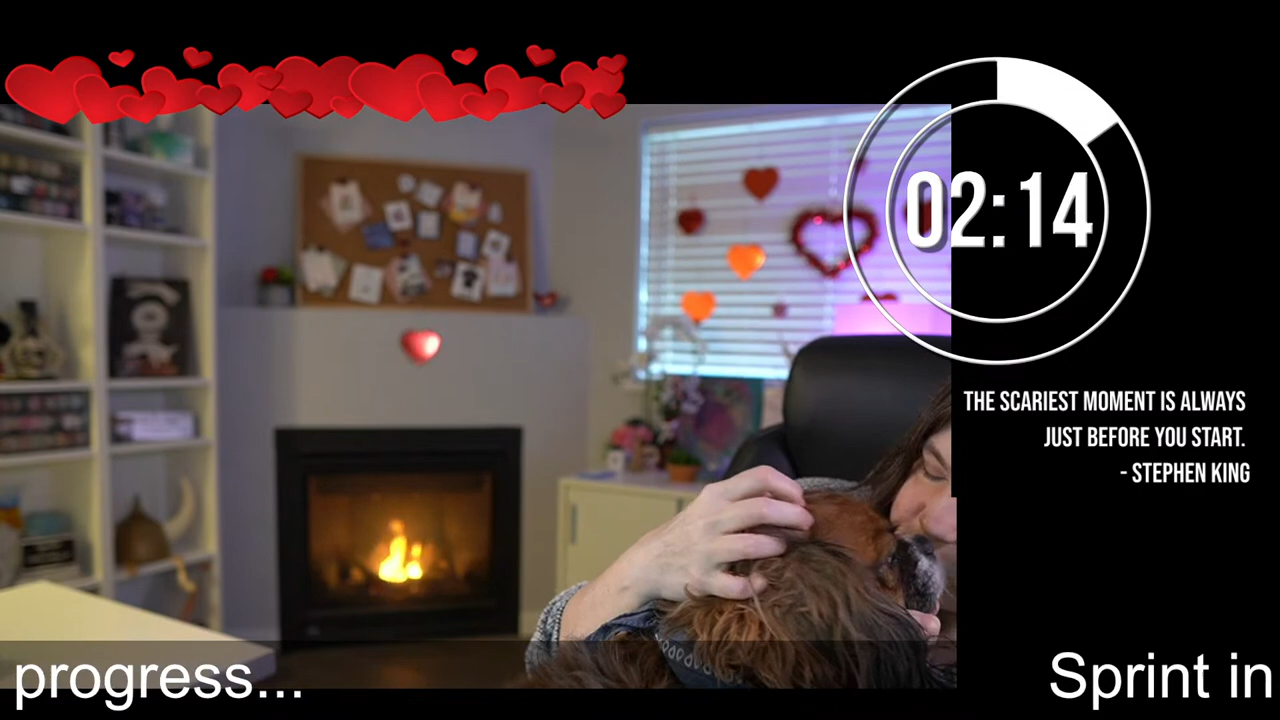 02:14
THE SCARIEST MOMENT IS ALWAYS
JUST BEFORE YOU START.
- STEPHEN KING
progress... Sprint in